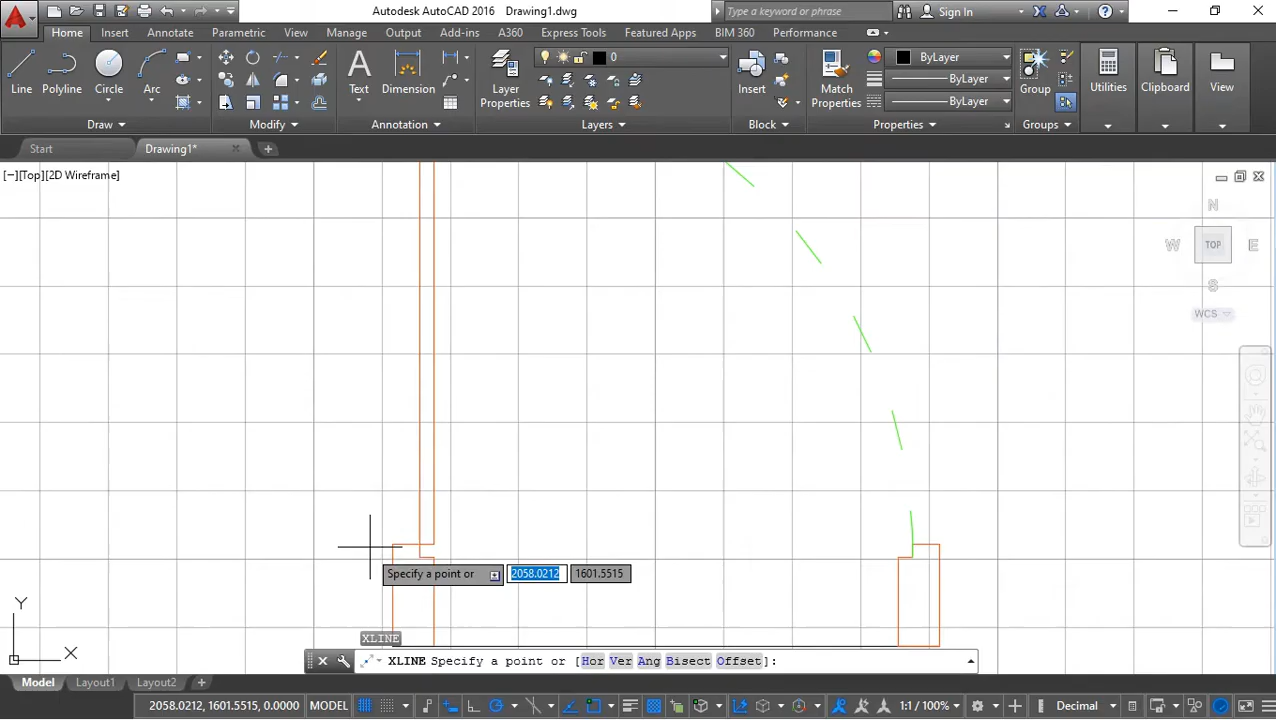 Autodesk AutoCAD 2016 Drawing1.dwg
Type a keyword or phrase
Sign In
Home Insert Annotate Parametric View Manage Output Add-ins A360 Express Tools Featured Apps BIM 360 Performance
0
ByLayer
ByLayer
ByLayer
Line Polyline Circle Arc
Text Dimension
Layer Properties
Insert
Match Properties
Group
Utilities Clipboard View
Draw Modify Annotation Layers Block Properties Groups
Start Drawing1*
[−][Top][2D Wireframe]
N
W TOP E
S
WCS
Specify a point or 2058.0212 1601.5515
Y
X
XLINE
XLINE Specify a point or [Hor Ver Ang Bisect Offset]:
Model Layout1 Layout2 +
2058.0212, 1601.5515, 0.0000 MODEL 1:1 / 100% Decimal